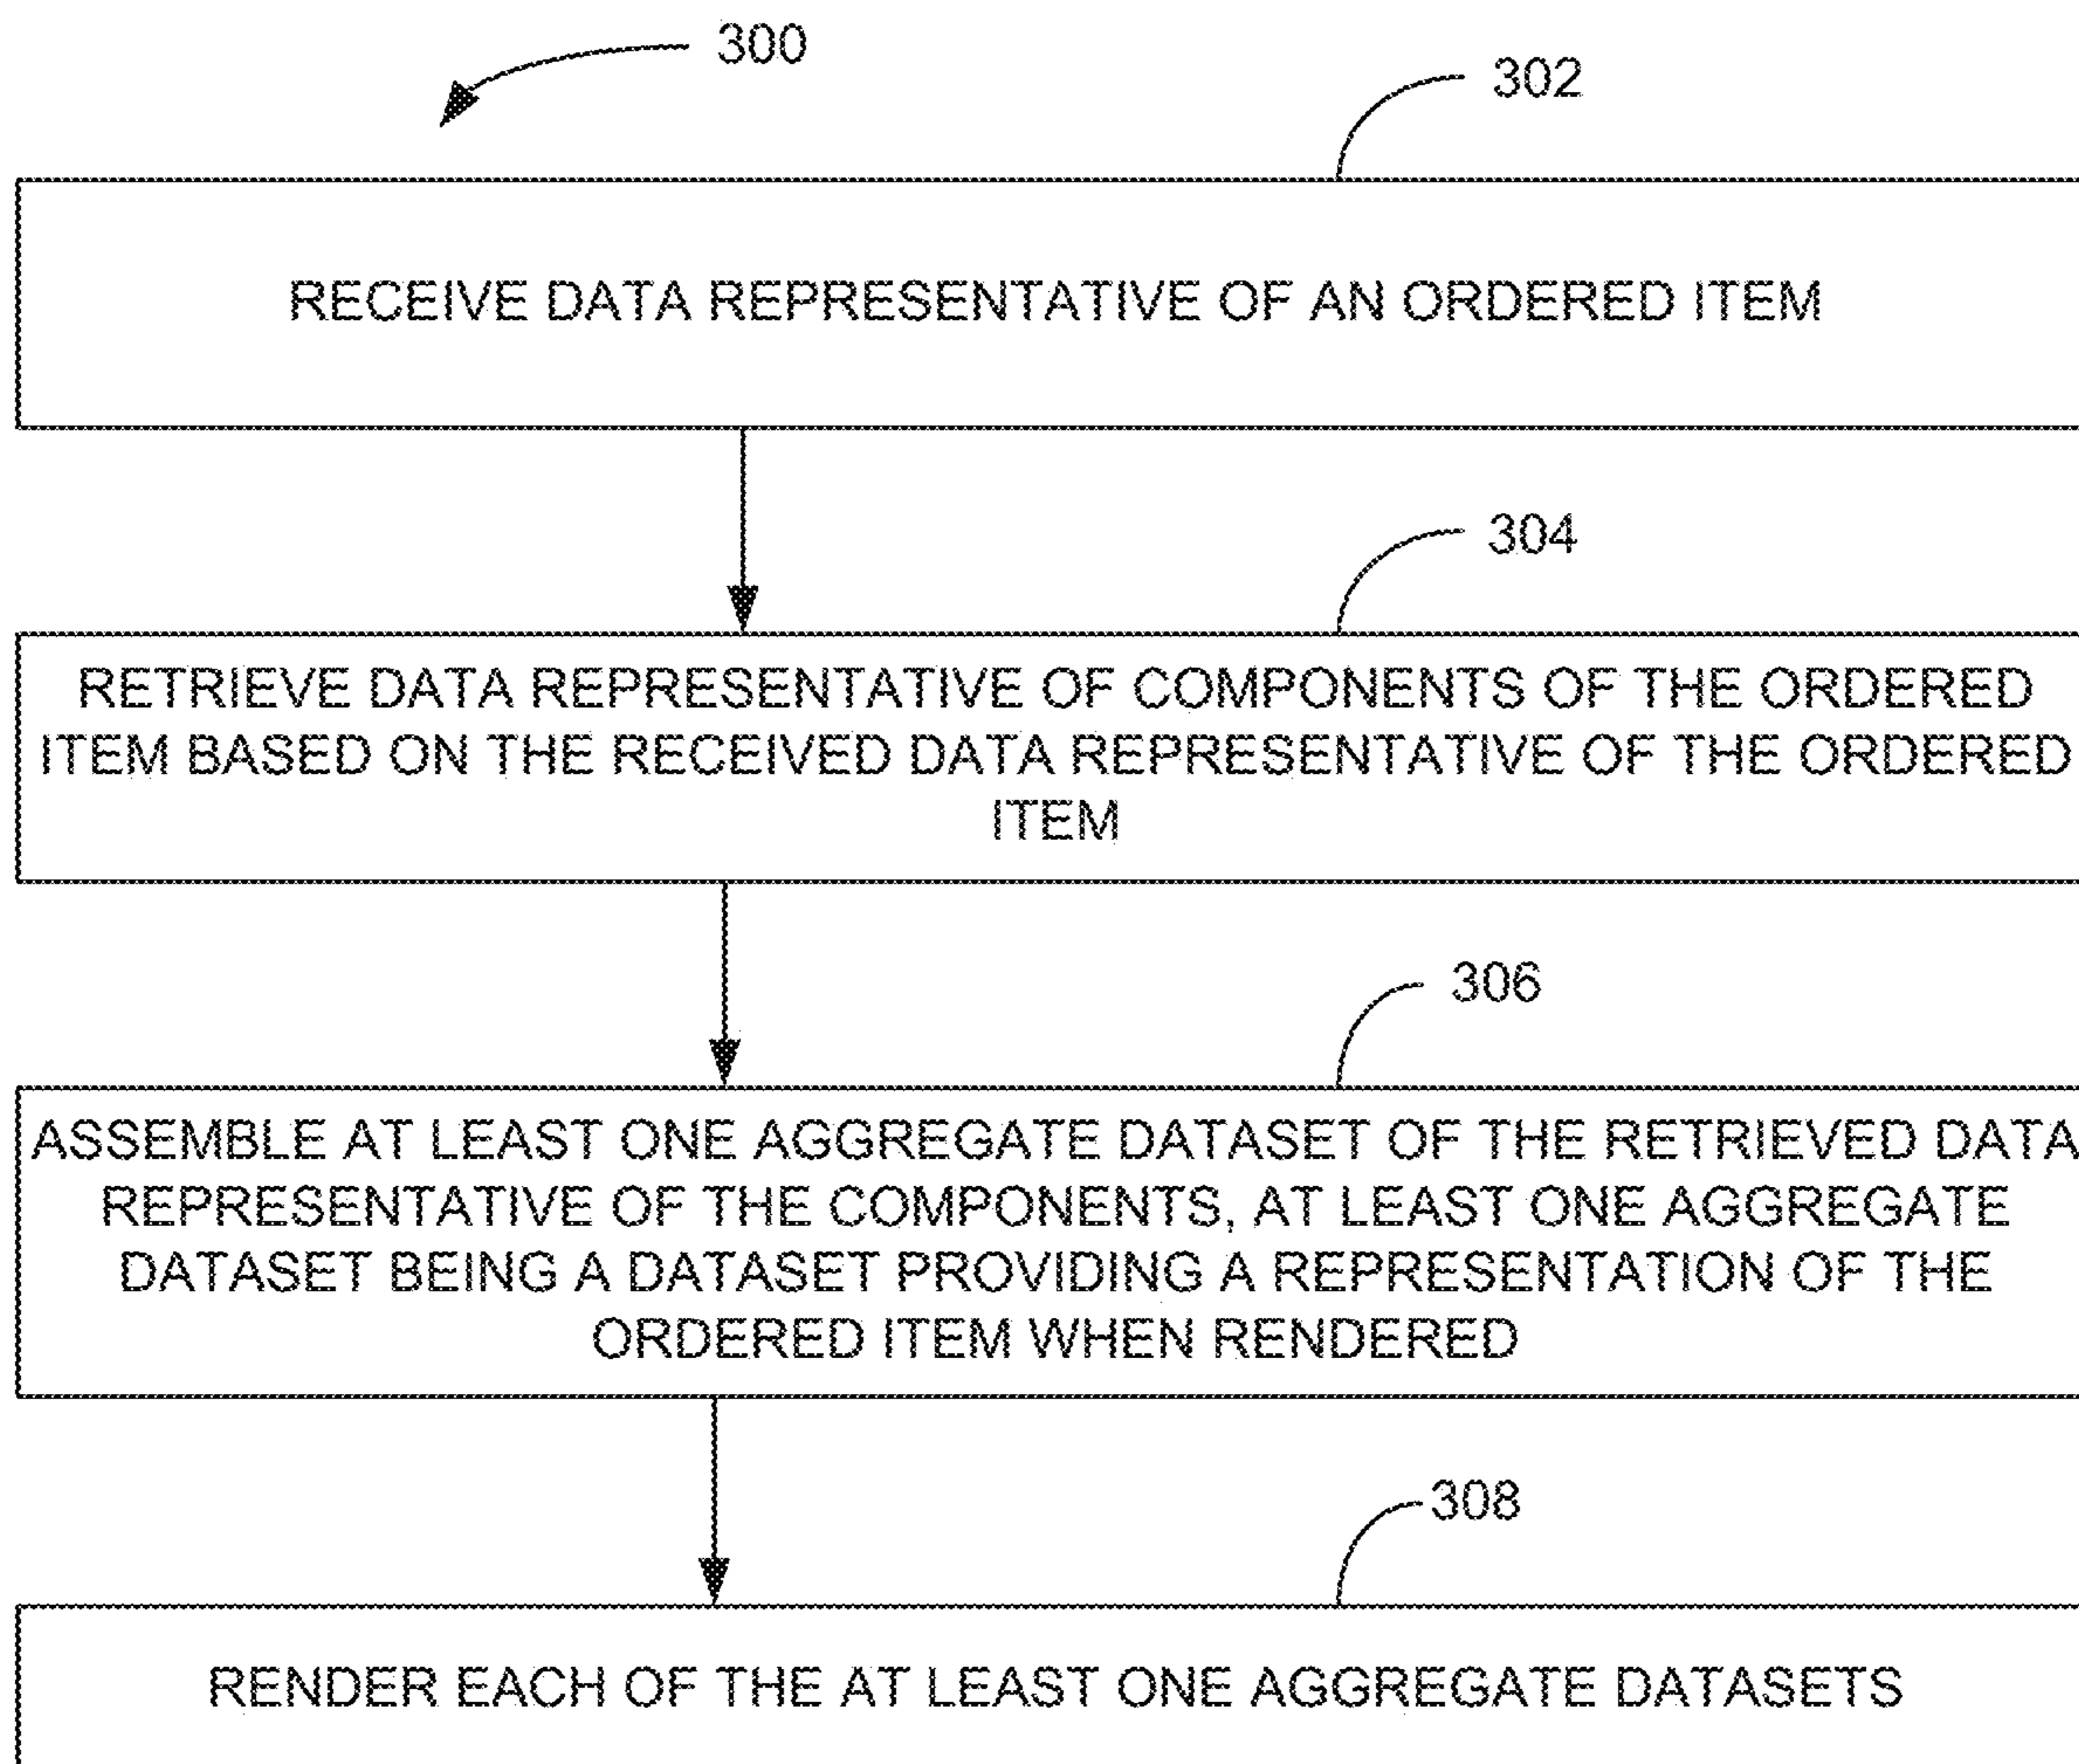 300
302
RECEIVE DATA REPRESENTATIVE OF AN ORDERED ITEM
304
RETRIEVE DATA REPRESENTATIVE OF COMPONENTS OF THE ORDERED
ITEM BASED ON THE RECEIVED DATA REPRESENTATIVE OF THE ORDERED
ITEM
306
ASSEMBLE AT LEAST ONE AGGREGATE DATASET OF THE RETRIEVED DATA
REPRESENTATIVE OF THE COMPONENTS, AT LEAST ONE AGGREGATE
DATASET BEING A DATASET PROVIDING A REPRESENTATION OF THE
ORDERED ITEM WHEN RENDERED
308
RENDER EACH OF THE AT LEAST ONE AGGREGATE DATASETS